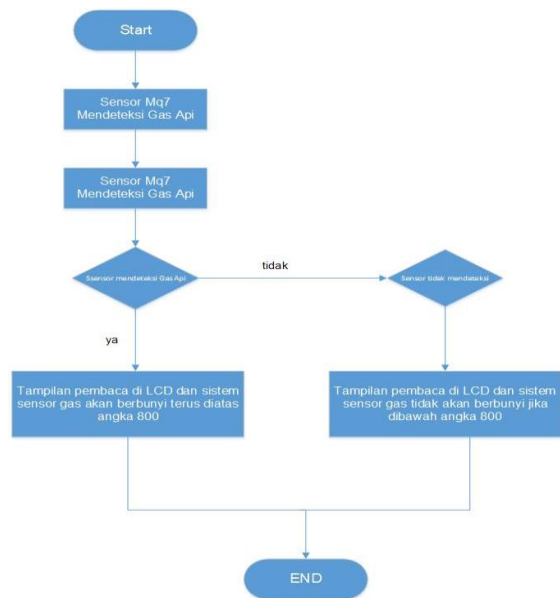 Start
Sensor Mq7
Mendeteksi Gas Api
Sensor Mq7
Mendeteksi Gas Api
Ssensor mendeteksi Gas Api
tidak
Sensor tidak mendeteksi
ya
Tampilan pembaca di LCD dan sistem
sensor gas akan berbunyi terus diatas
angka 800
Tampilan pembaca di LCD dan sistem
sensor gas tidak akan berbunyi jika
dibawah angka 800
END